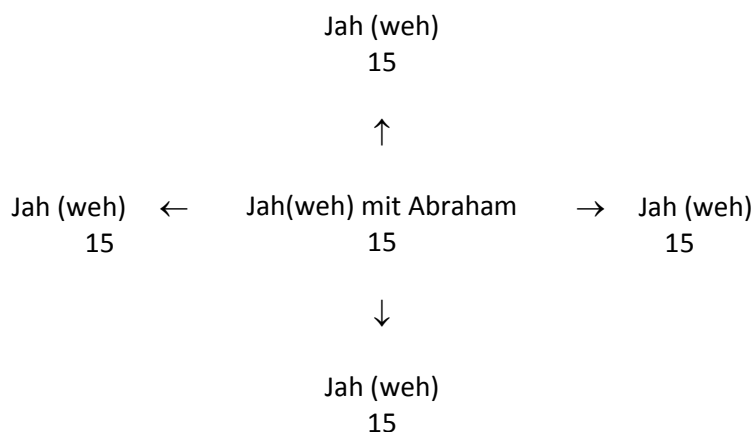 Jah (weh)
15
↑
Jah (weh) ← Jah(weh) mit Abraham → Jah (weh)
15 15 15
↓
Jah (weh)
15